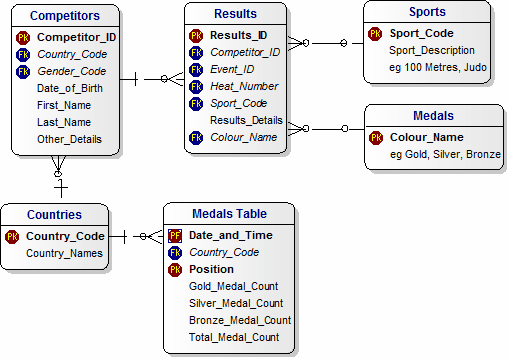 Competitors
PK Competitor_ID
FK Country_Code
FK Gender_Code
Date_of Birth
First_Name
Last_Name
Other_Details
Results
PK Results_ID
FK Competitor_ID
FK Event_ID
FK Heat_Number
FK Sport_Code
Results_Details
FK Colour_Name
Sports
PK Sport_Code
Sport_Description
eg 100 Metres, Judo
Medals
PK Colour_Name
eg Gold, Silver, Bronze
Countries
PK Country_Code
Country_Names
Medals Table
PF Date_and_Time
FK Country_Code
PK Position
Gold_Medal_Count
Silver_Medal_Count
Bronze_Medal_Count
Total_Medal_Count